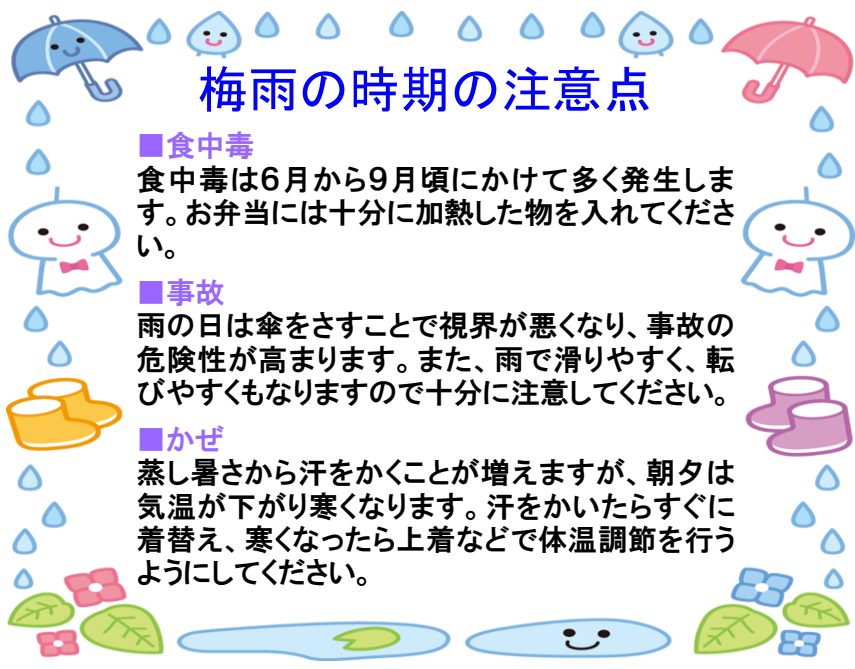 梅雨の時期の注意点
■食中毒
食中毒は6月から9月頃にかけて多く発生しま
す。お弁当には十分に加熱した物を入れてくださ
い。
■事故
雨の日は傘をさすことで視界が悪くなり、事故の
危険性が高まります。また、雨で滑りやすく、転
びやすくもなりますので十分に注意してください。
■かぜ
蒸し暑さから汗をかくことが増えますが、朝夕は
気温が下がり寒くなります。汗をかいたらすぐに
着替え、寒くなったら上着などで体温調節を行う
ようにしてください。